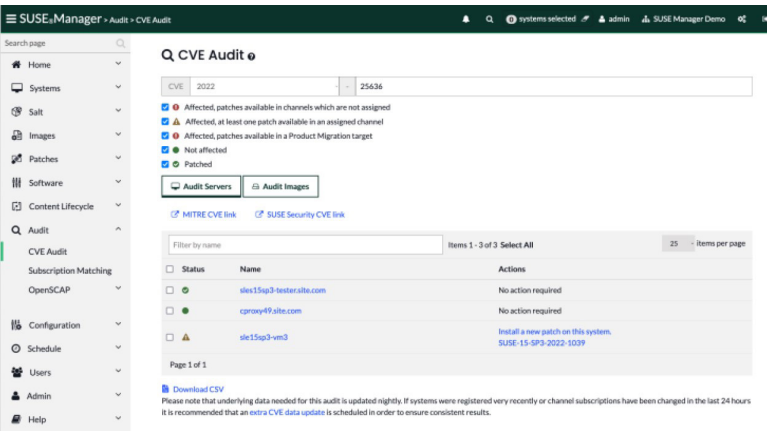 SUSE Manager > Audit > CVE Audit
0 systems selected admin SUSE Manager Demo
Search page
Home
Systems
Salt
Images
Patches
Software
Content Lifecycle
Audit
CVE Audit
Subscription Matching
OpenSCAP
Configuration
Schedule
Users
Admin
Help
CVE Audit
CVE 2022 - 25636
Affected, patches available in channels which are not assigned
Affected, at least one patch available in an assigned channel
Affected, patches available in a Product Migration target
Not affected
Patched
Audit Servers Audit Images
MITRE CVE link SUSE Security CVE link
Filter by name Items 1 - 3 of 3 Select All 25 items per page
Status Name Actions
sles15sp3-tester.site.com No action required
cproxy49.site.com No action required
sle15sp3-vm3 Install a new patch on this system.
SUSE-15-SP3-2022-1039
Page 1 of 1
Download CSV
Please note that underlying data needed for this audit is updated nightly. If systems were registered very recently or channel subscriptions have been changed in the last 24 hours
it is recommended that an extra CVE data update is scheduled in order to ensure consistent results.